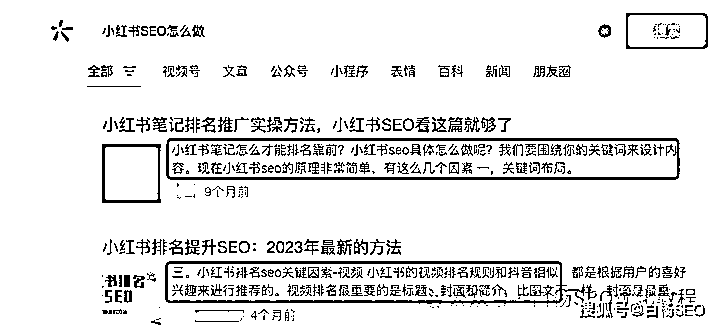 小红书SEO怎么做
搜索
全部 视频号 文章 公众号 小程序 表情 百科 新闻 朋友圈
小红书笔记排名推广实操方法，小红书SEO看这篇就够了
小红书笔记怎么才能排名靠前？小红书seo具体怎么做呢？我们要围绕你的关键词来设计内
容。现在小红书seo的原理非常简单、有这么几个因素 一，关键词布局。
9个月前
小红书排名提升SEO：2023年最新的方法
三。小红书排名seo关键因素-视频 小红书的视频排名规则和抖音相似 都是根据用户的喜好
兴趣来进行推荐的。视频排名最重要的是标题、封面和简介，比图文不一样，封面是最重
书排名
SEO
4个月前
搜狐号@白杨SEO